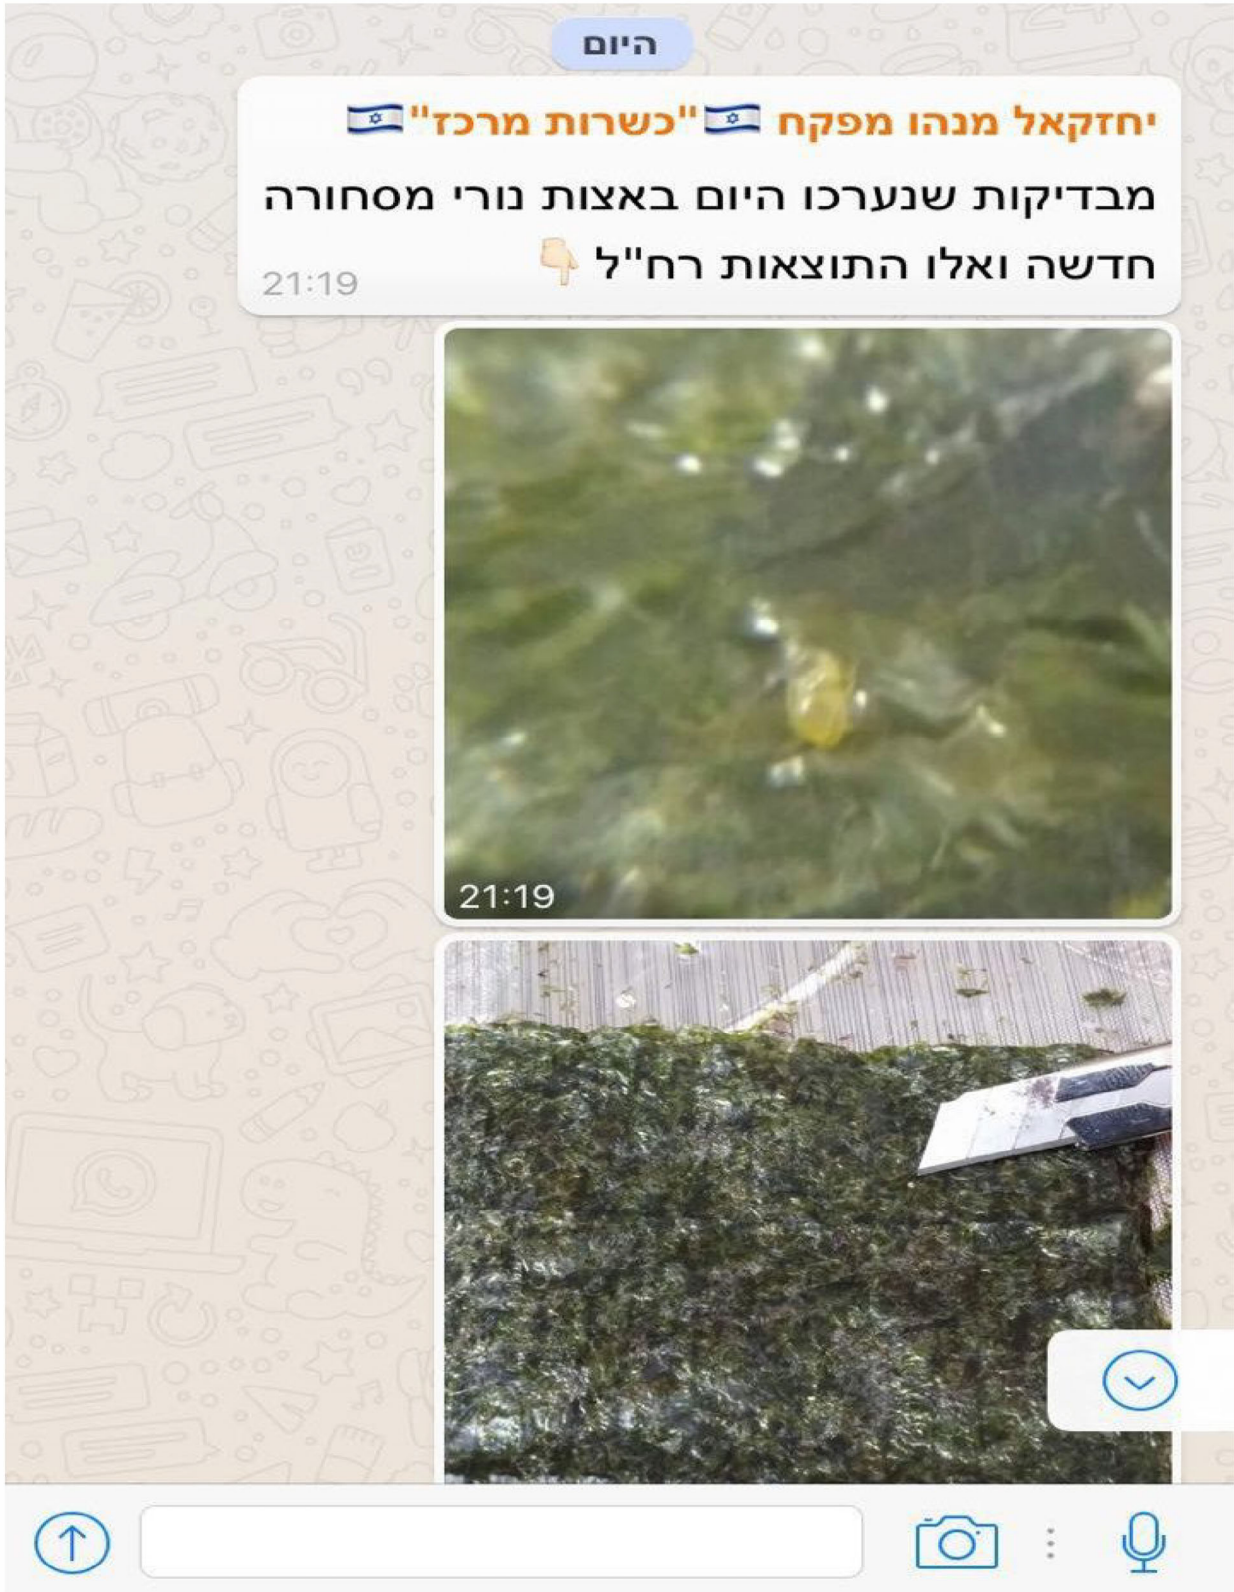 היום
יחזקאל מנהו מפקח 🇮🇱"כשרות מרכז"🇮🇱
מבדיקות שנערכו היום באצות נורי מסחורה
חדשה ואלו התוצאות רח"ל 👇🏻
21:19
21:19